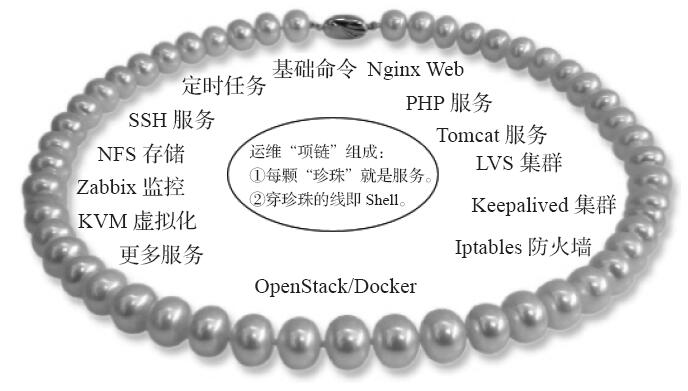 基础命令 Nginx Web
定时任务
PHP 服务
SSH 服务
Tomcat 服务
NFS 存储
LVS 集群
Zabbix 监控
Keepalived 集群
KVM 虚拟化
Iptables 防火墙
更多服务
OpenStack/Docker
运维“项链”组成：
①每颗“珍珠”就是服务。
②穿珍珠的线即 Shell。